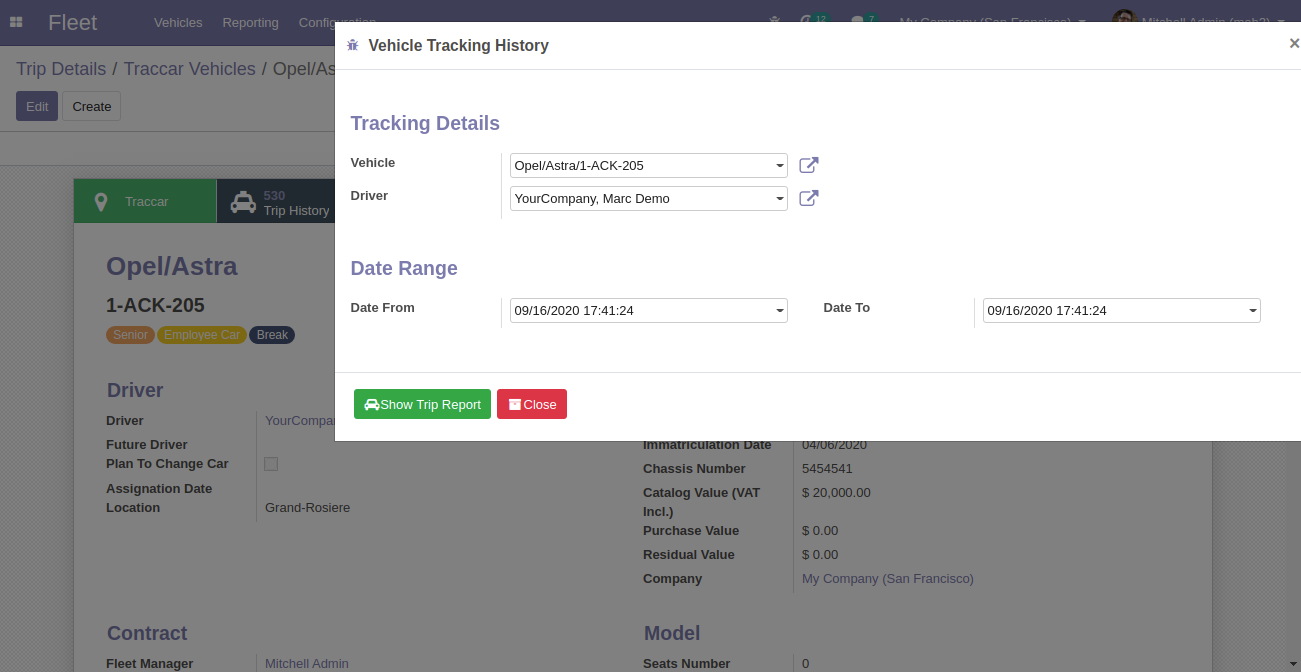 Fleet
Vehicles Reporting Configuration
12 7 My Company (San Francisco) Mitchell Admin
Trip Details / Traccar Vehicles / Opel/As
Edit Create
Vehicle Tracking History ×
Tracking Details
Vehicle Opel/Astra/1-ACK-205
Driver YourCompany, Marc Demo
Date Range
Date From 09/16/2020 17:41:24 Date To 09/16/2020 17:41:24
Show Trip Report Close
Traccar 530 Trip History
Opel/Astra
1-ACK-205
Senior Employee Car Break
Driver
Driver YourCompa
Future Driver
Plan To Change Car
Assignation Date
Location Grand-Rosiere
Immatriculation Date 04/06/2020
Chassis Number 5454541
Catalog Value (VAT Incl.) $ 20,000.00
Purchase Value $ 0.00
Residual Value $ 0.00
Company My Company (San Francisco)
Contract
Fleet Manager Mitchell Admin
Model
Seats Number 0